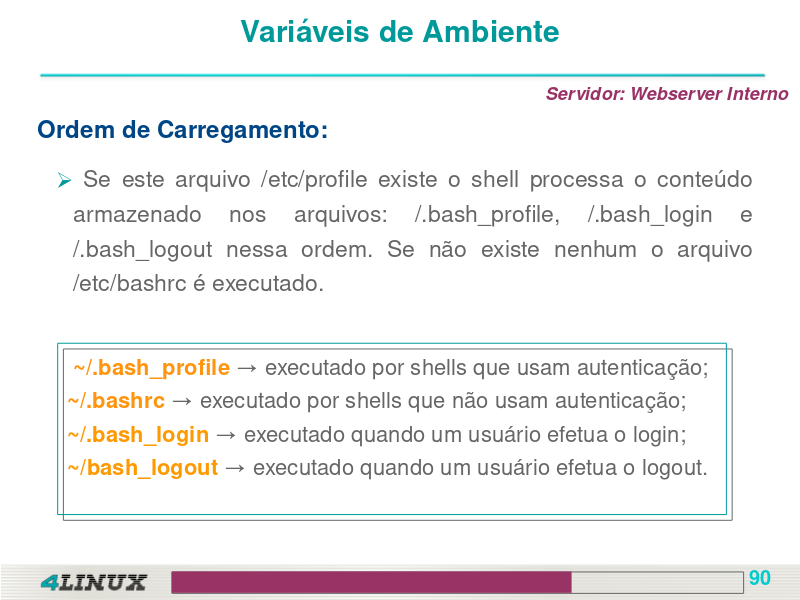 Variáveis de Ambiente
Servidor: Webserver Interno
Ordem de Carregamento:
➢ Se este arquivo /etc/profile existe o shell processa o conteúdo
armazenado nos arquivos: /.bash_profile, /.bash_login e
/.bash_logout nessa ordem. Se não existe nenhum o arquivo
/etc/bashrc é executado.
~/.bash_profile → executado por shells que usam autenticação;
~/.bashrc → executado por shells que não usam autenticação;
~/.bash_login → executado quando um usuário efetua o login;
~/bash_logout → executado quando um usuário efetua o logout.
4LINUX
90